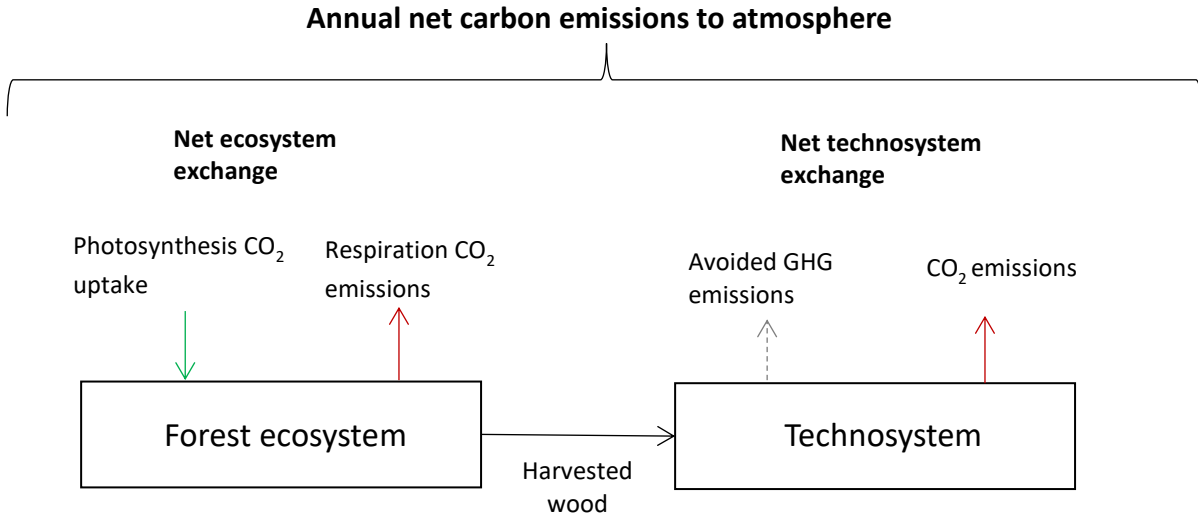 Annual net carbon emissions to atmosphere
Net ecosystem
exchange
Net technosystem
exchange
Photosynthesis CO₂
uptake
Respiration CO₂
emissions
Avoided GHG
emissions
CO₂ emissions
Forest ecosystem
Harvested
wood
Technosystem